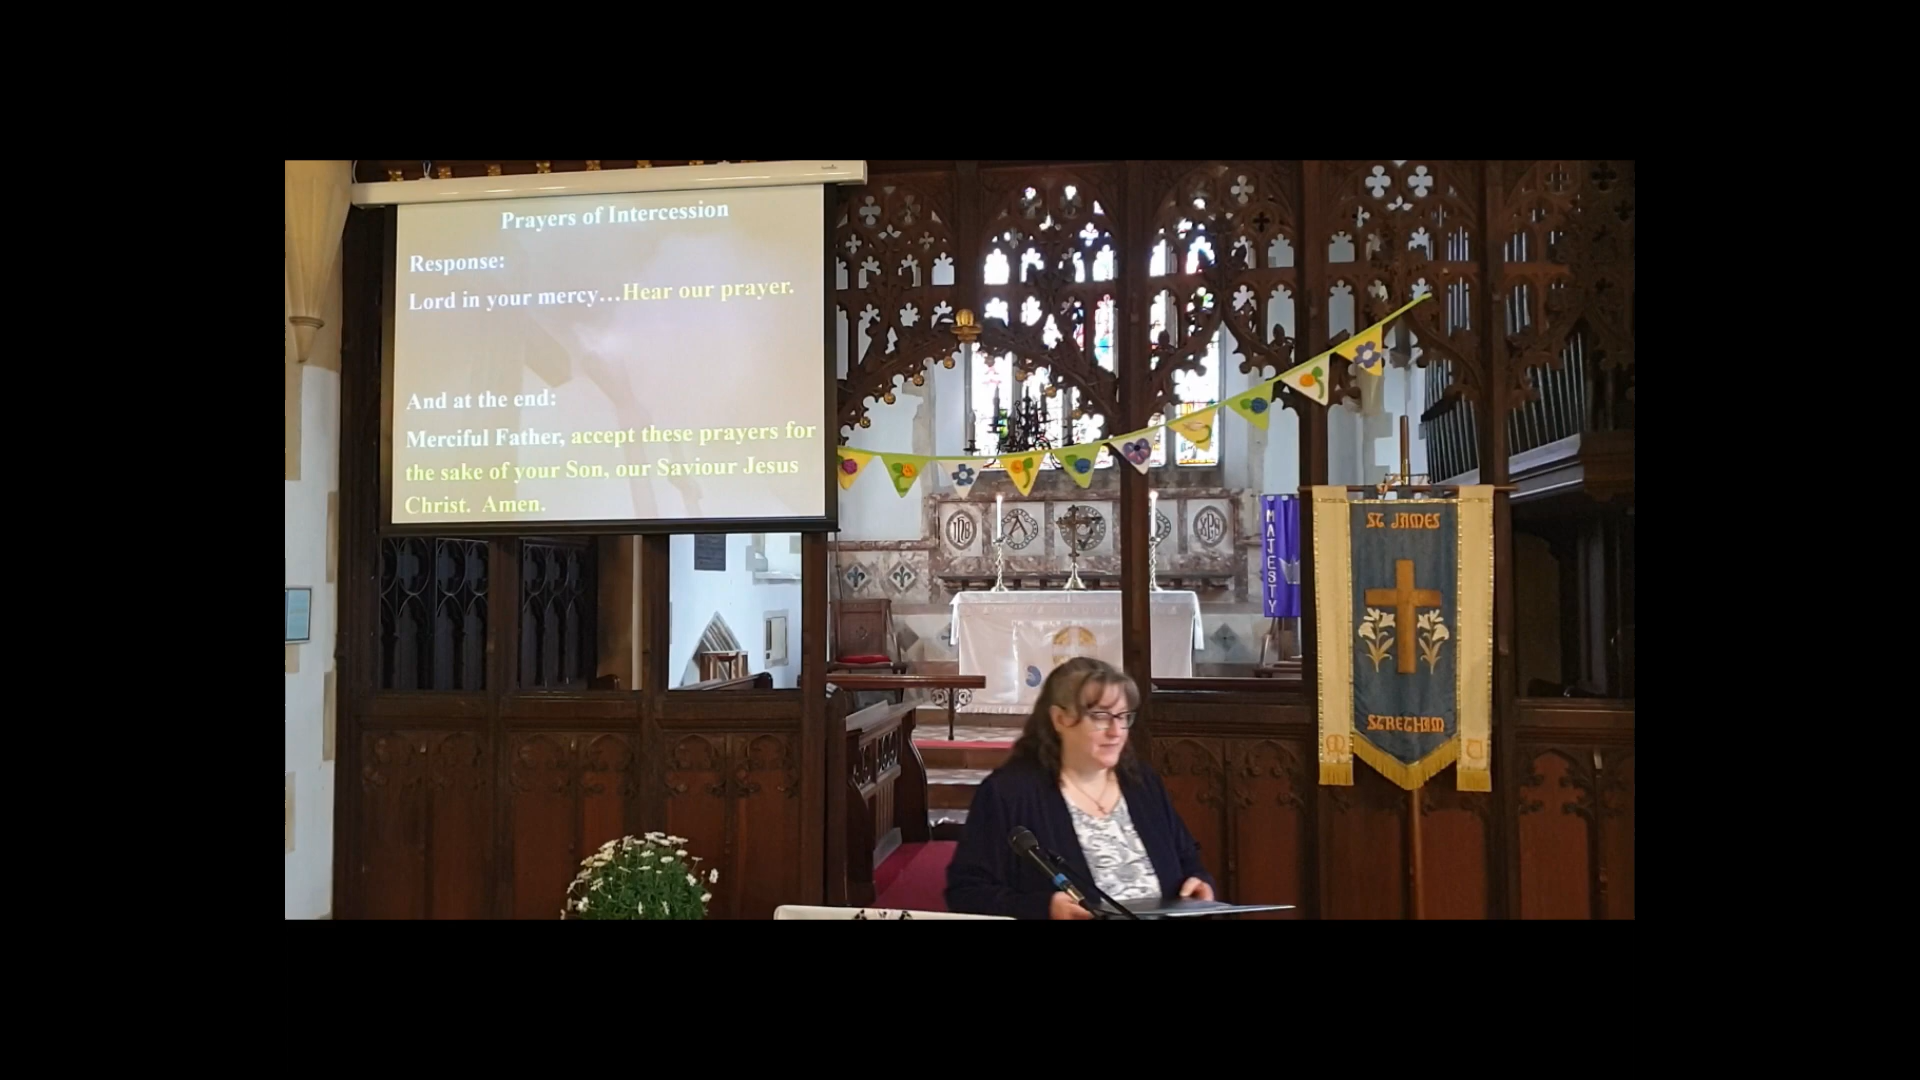 Prayers of Intercession
Response:
Lord in your mercy...Hear our prayer.
And at the end:
Merciful Father, accept these prayers for
the sake of your Son, our Saviour Jesus
Christ. Amen.
IHS
MAJESTY
ST JAMES
STRETHAM